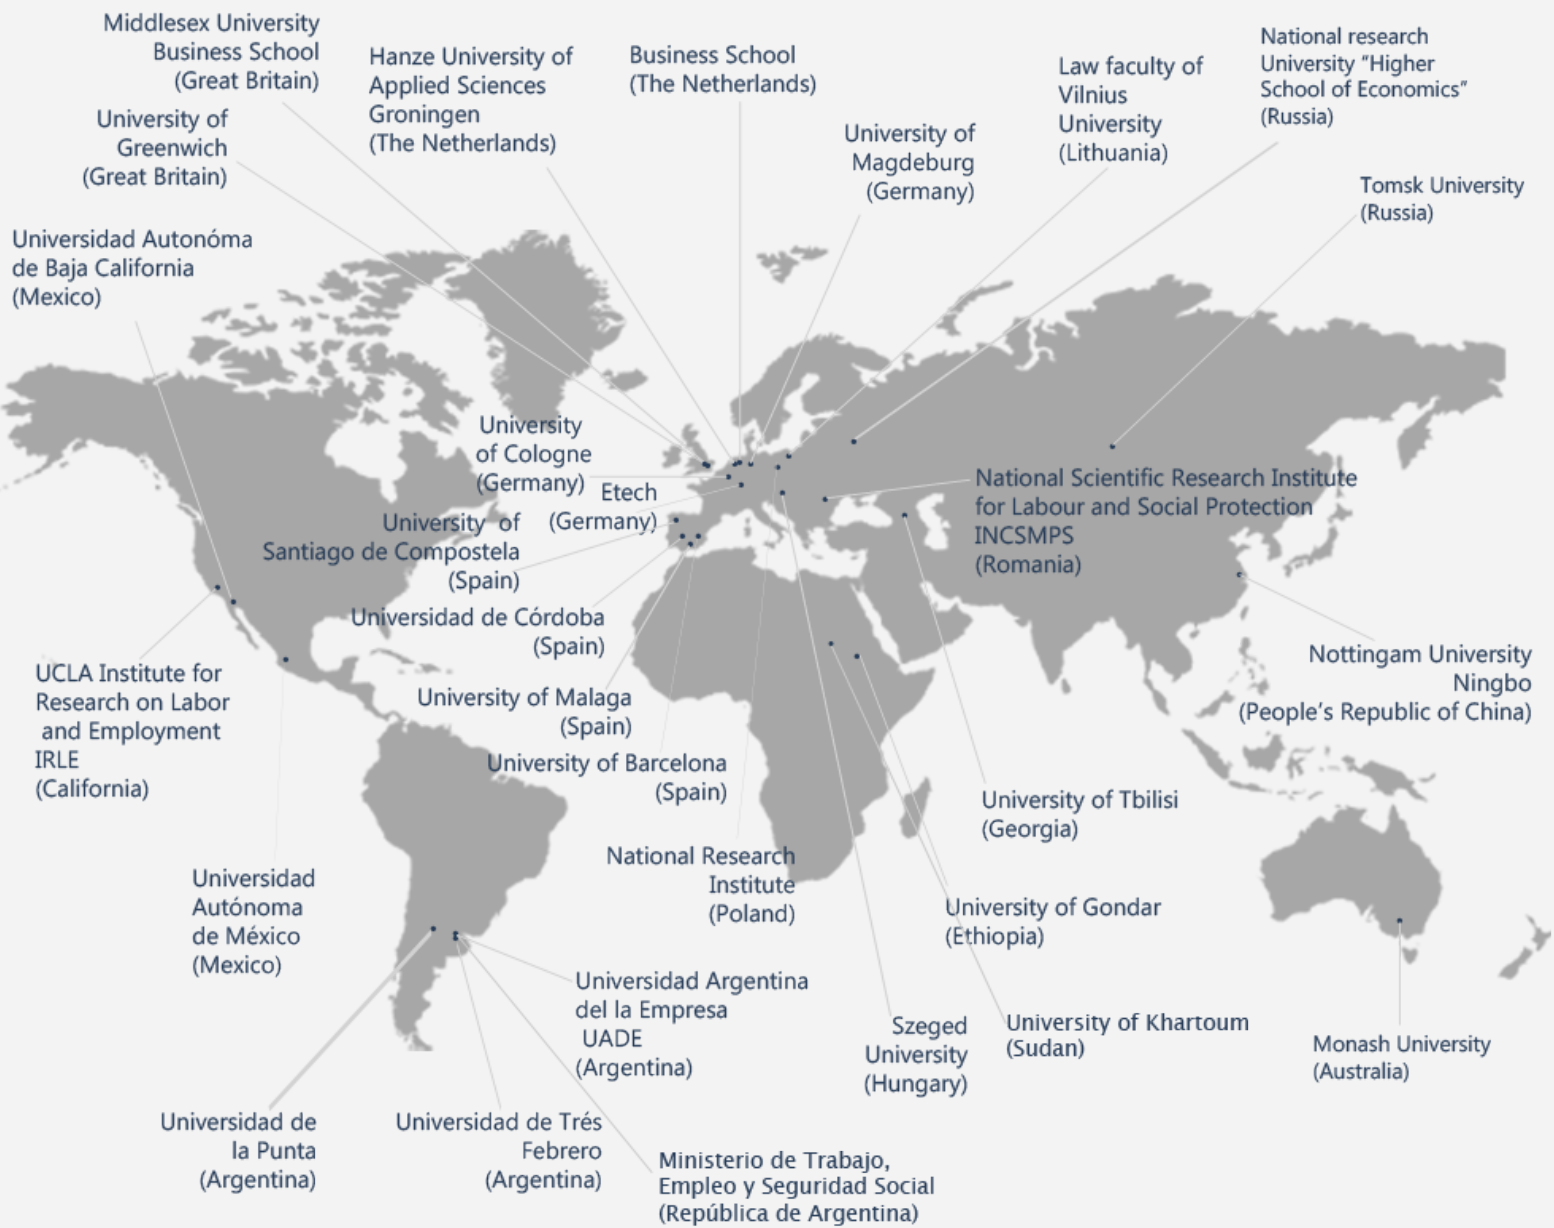 Middlesex University
Business School
(Great Britain)
Hanze University of
Applied Sciences
Groningen
(The Netherlands)
Business School
(The Netherlands)
Law faculty of
Vilnius
University
(Lithuania)
National research
University “Higher
School of Economics”
(Russia)
University of
Greenwich
(Great Britain)
University of
Magdeburg
(Germany)
Tomsk University
(Russia)
Universidad Autonóma
de Baja California
(Mexico)
University
of Cologne
(Germany)
Etech
(Germany)
National Scientific Research Institute
for Labour and Social Protection
INCSMPS
(Romania)
University of
Santiago de Compostela
(Spain)
Universidad de Córdoba
(Spain)
UCLA Institute for
Research on Labor
and Employment
IRLE
(California)
University of Malaga
(Spain)
Nottingam University
Ningbo
(People’s Republic of China)
University of Barcelona
(Spain)
University of Tbilisi
(Georgia)
National Research
Institute
(Poland)
Universidad
Autónoma
de México
(Mexico)
University of Gondar
(Ethiopia)
Universidad Argentina
del la Empresa
UADE
(Argentina)
Szeged
University
(Hungary)
University of Khartoum
(Sudan)
Monash University
(Australia)
Universidad de
la Punta
(Argentina)
Universidad de Trés
Febrero
(Argentina)
Ministerio de Trabajo,
Empleo y Seguridad Social
(República de Argentina)